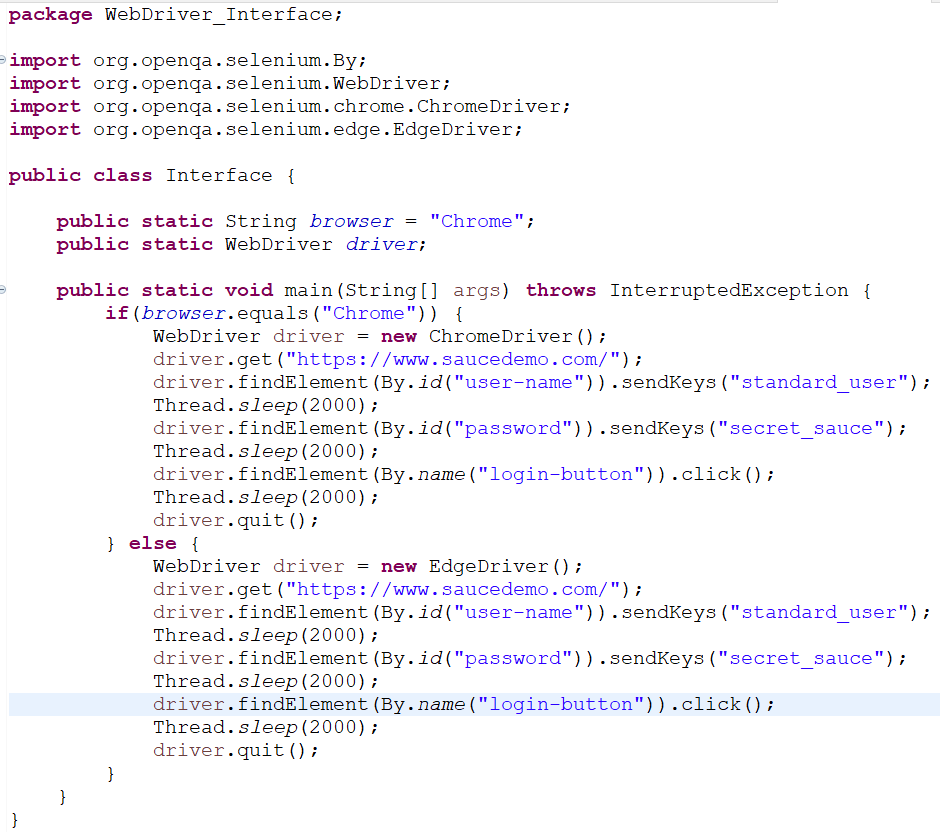 package WebDriver_Interface;
import org.openqa.selenium.By;
import org.openqa.selenium.WebDriver;
import org.openqa.selenium.chrome.ChromeDriver;
import org.openqa.selenium.edge.EdgeDriver;
public class Interface {
public static String browser = "Chrome";
public static WebDriver driver;
public static void main(String[] args) throws InterruptedException {
if(browser.equals("Chrome")) {
WebDriver driver = new ChromeDriver();
driver.get("https://www.saucedemo.com/");
driver.findElement(By.id("user-name")).sendKeys("standard_user");
Thread.sleep(2000);
driver.findElement(By.id("password")).sendKeys("secret_sauce");
Thread.sleep(2000);
driver.findElement(By.name("login-button")).click();
Thread.sleep(2000);
driver.quit();
} else {
WebDriver driver = new EdgeDriver();
driver.get("https://www.saucedemo.com/");
driver.findElement(By.id("user-name")).sendKeys("standard_user");
Thread.sleep(2000);
driver.findElement(By.id("password")).sendKeys("secret_sauce");
Thread.sleep(2000);
driver.findElement(By.name("login-button")).click();
Thread.sleep(2000);
driver.quit();
}
}
}